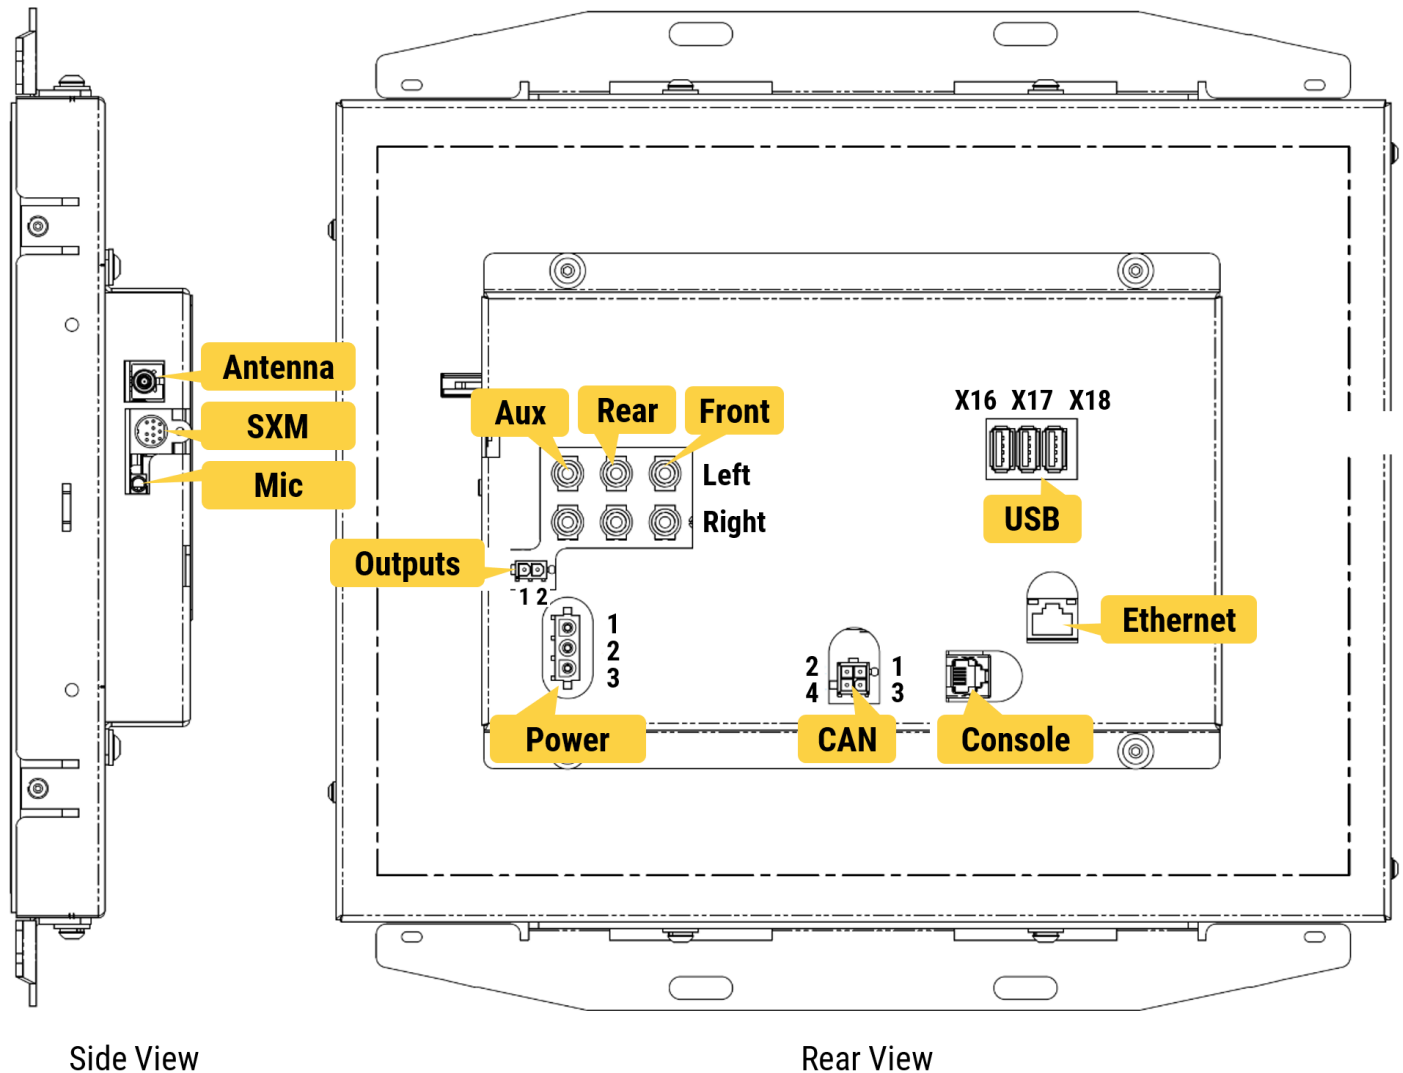 Antenna
SXM
Mic
Aux
Rear
Front
Left
Right
X16 X17 X18
USB
Outputs
1 2
1
2
3
Power
Ethernet
2 1
4 3
CAN
Console
Side View
Rear View